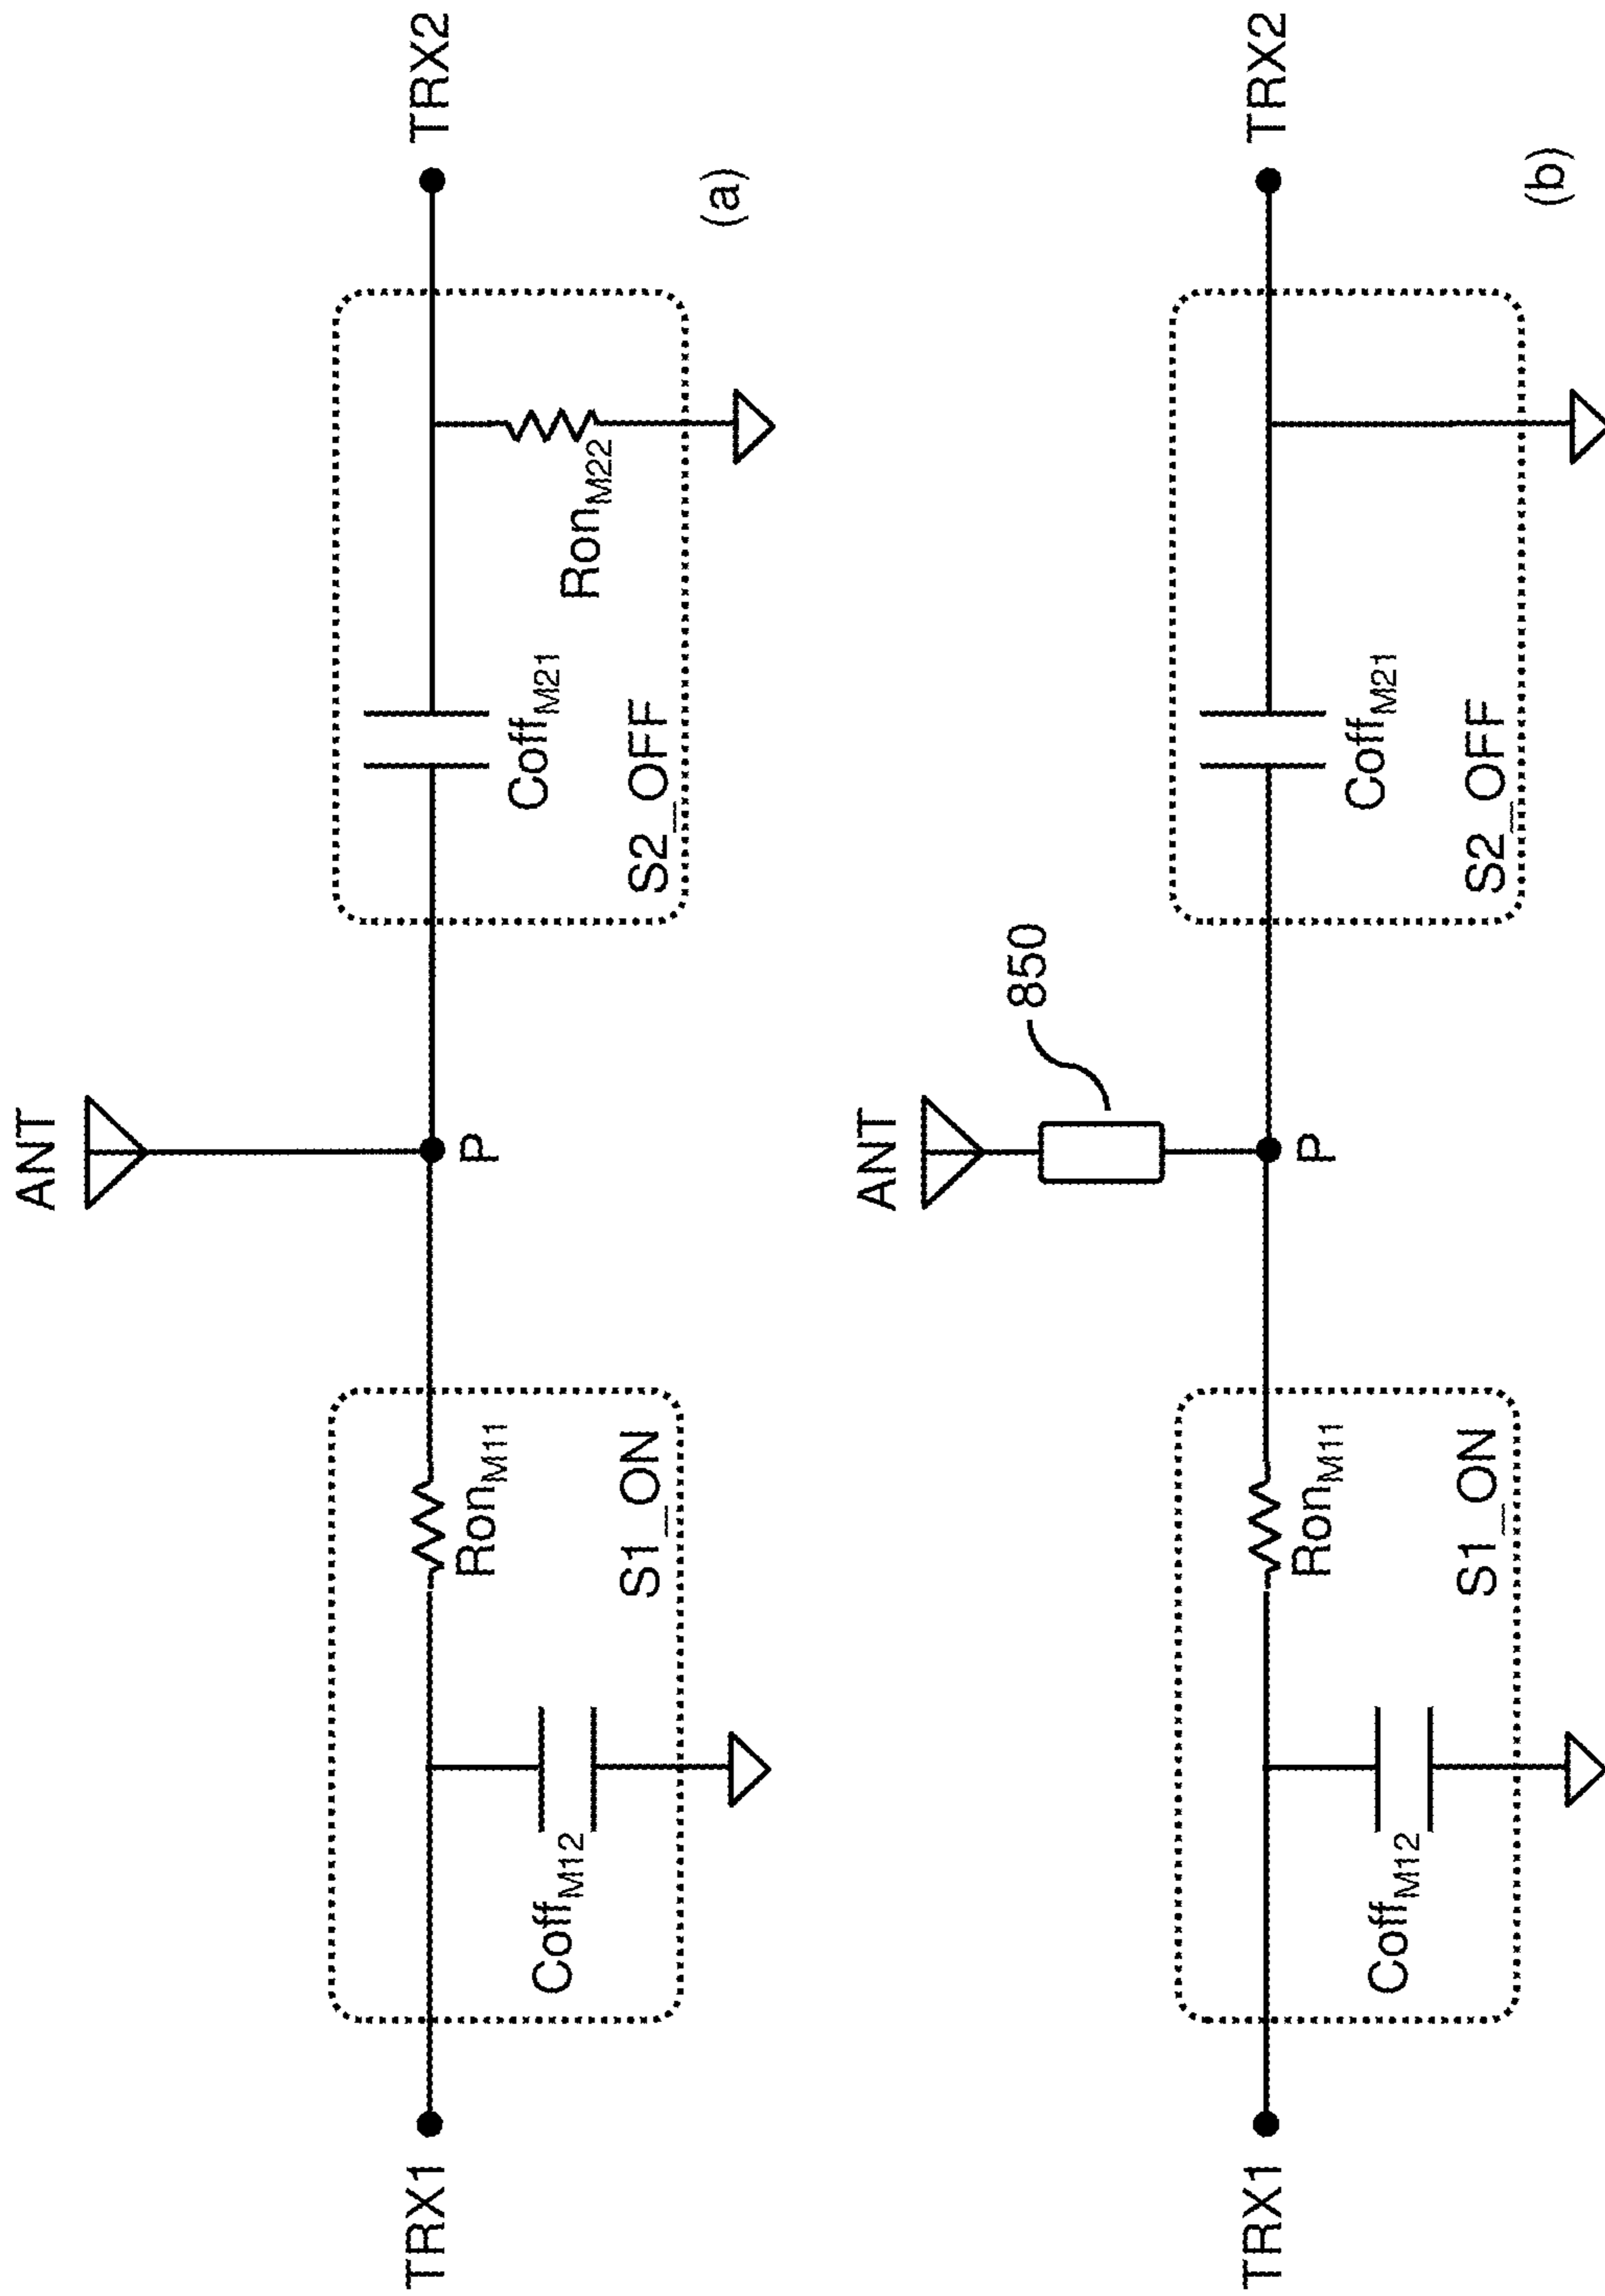 ANT
TRX1
Coff_M12
Ron_M11
S1_ON
P
Coff_M21
Ron_M22
S2_OFF
TRX2
(a)
ANT
850
TRX1
Coff_M12
Ron_M11
S1_ON
P
Coff_M21
S2_OFF
TRX2
(b)